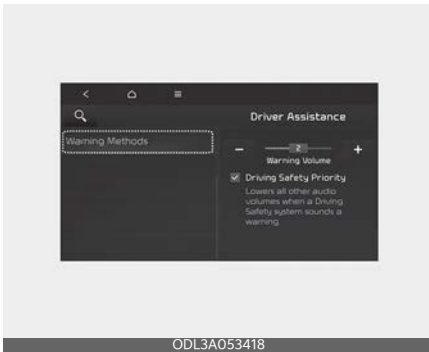 Driver Assistance
Warning Methods
2
Warning Volume
Driving Safety Priority
Lowers all other audio
volumes when a Driving
Safety system sounds a
warning.
ODL3A053418